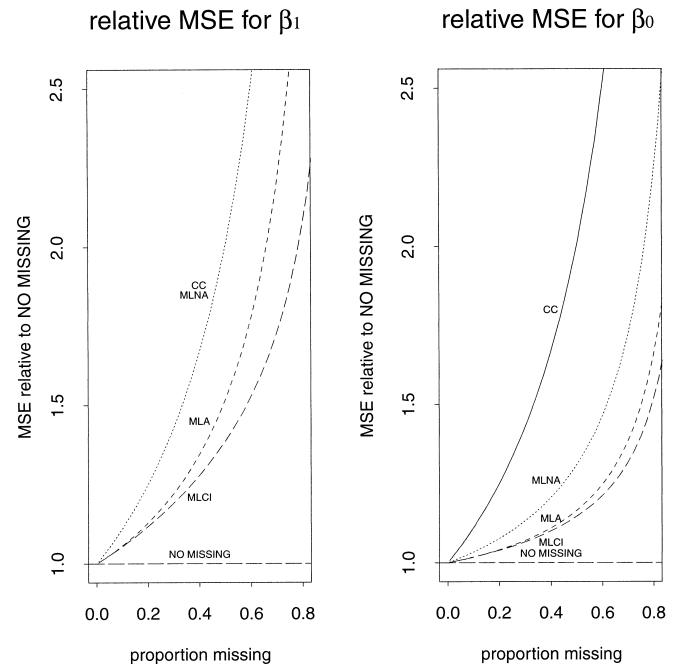 relative MSE for β1
MSE relative to NO MISSING
2.5
2.0
1.5
1.0
CC
MLNA
MLA
MLCI
NO MISSING
0.0 0.2 0.4 0.6 0.8
proportion missing
relative MSE for β0
MSE relative to NO MISSING
2.5
2.0
1.5
1.0
CC
MLNA
MLA
MLCI
NO MISSING
0.0 0.2 0.4 0.6 0.8
proportion missing